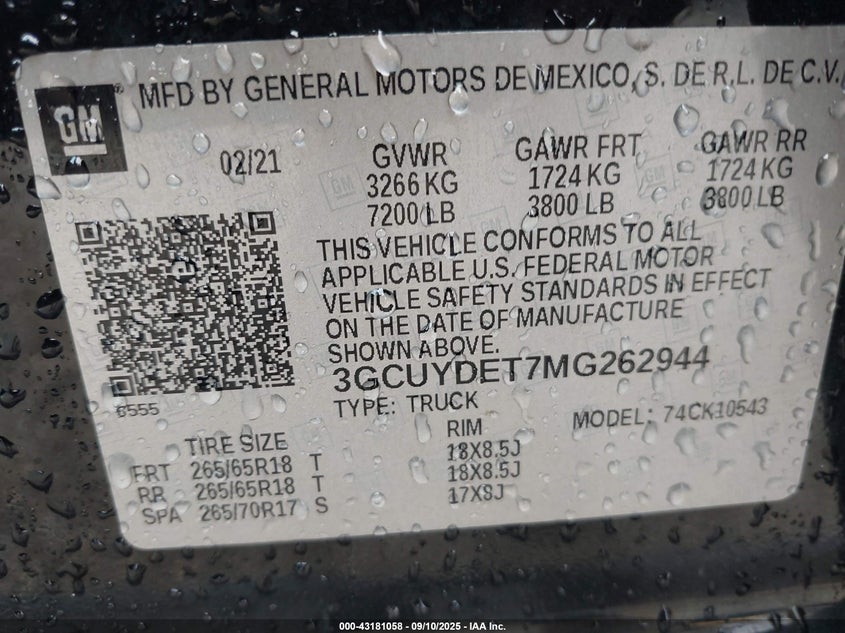 GM
MFD BY GENERAL MOTORS DE MEXICO, S. DE R.L. DE C.V.
02/21 GVWR GAWR FRT GAWR RR
3266 KG 1724 KG 1724 KG
7200 LB 3800 LB 3800 LB
THIS VEHICLE CONFORMS TO ALL
APPLICABLE U.S. FEDERAL MOTOR
VEHICLE SAFETY STANDARDS IN EFFECT
ON THE DATE OF MANUFACTURE
SHOWN ABOVE.
3GCUYDET7MG262944
6555 TYPE: TRUCK MODEL: 74CK10543
TIRE SIZE RIM
FRT 265/65R18 T 18X8.5J
RR 265/65R18 T 18X8.5J
SPA 265/70R17 S 17X8J
000-43181058 - 09/10/2025 - IAA Inc.